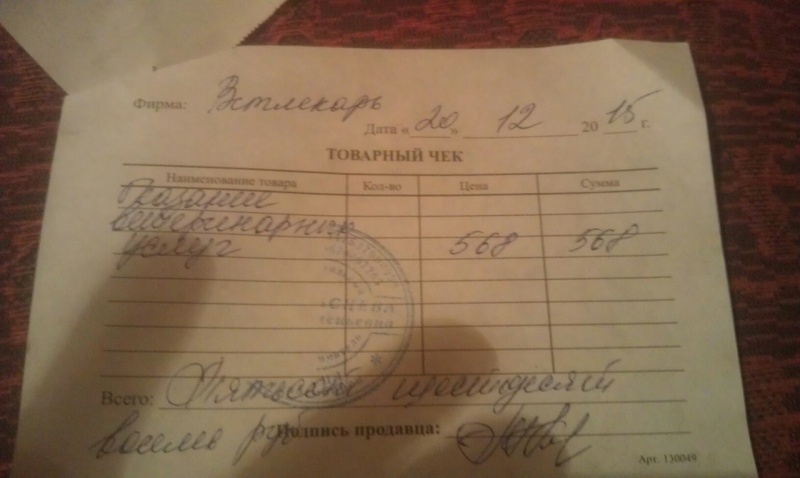 Фирма: Ветлекарь
Дата «20» 12 2015 г.
ТОВАРНЫЙ ЧЕК
Наименование товара Кол-во Цена Сумма
Оказание
ветеринарных
услуг 568 568
Всего: Пятьсот шестьдесят
восемь руб
Подпись продавца:
Арт. 130049